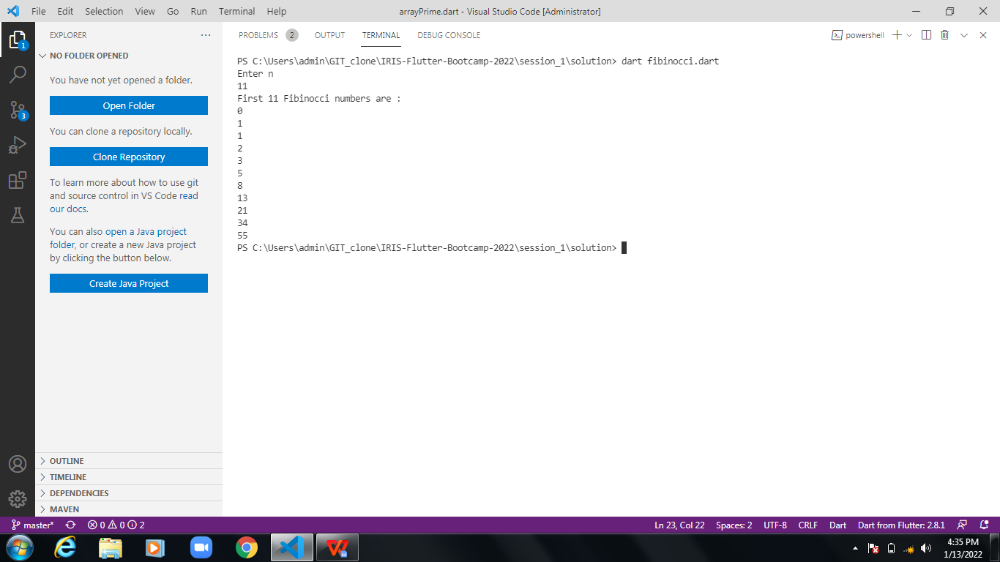 File Edit Selection View Go Run Terminal Help
arrayPrime.dart - Visual Studio Code [Administrator]
EXPLORER
NO FOLDER OPENED
You have not yet opened a folder.
Open Folder
You can clone a repository locally.
Clone Repository
To learn more about how to use git
and source control in VS Code read
our docs.
You can also open a Java project
folder, or create a new Java project
by clicking the button below.
Create Java Project
OUTLINE
TIMELINE
DEPENDENCIES
MAVEN
1
3
PROBLEMS 2 OUTPUT TERMINAL DEBUG CONSOLE
powershell
PS C:\Users\admin\GIT_clone\IRIS-Flutter-Bootcamp-2022\session_1\solution> dart fibinocci.dart
Enter n
11
First 11 Fibinocci numbers are :
0
1
1
2
3
5
8
13
21
34
55
PS C:\Users\admin\GIT_clone\IRIS-Flutter-Bootcamp-2022\session_1\solution>
master* 0 0 2
Ln 23, Col 22 Spaces: 2 UTF-8 CRLF Dart Dart from Flutter: 2.8.1
4:35 PM
1/13/2022